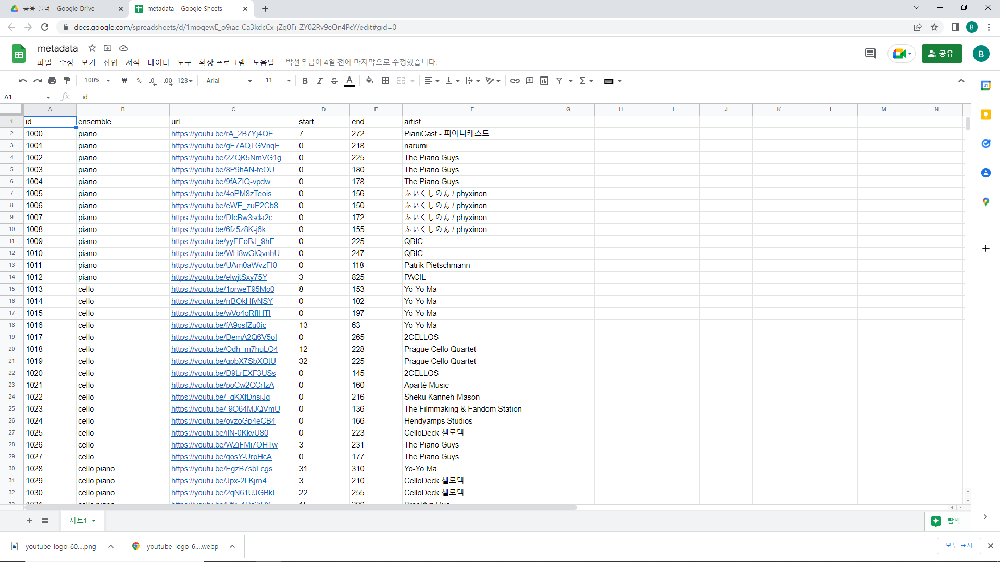 공용 폴더 - Google Drive
metadata - Google Sheets
docs.google.com/spreadsheets/d/1moqewE_o9iac-Ca3kdcCx-jZq0Fi-ZY02Rv9eQn4PcY/edit#gid=0
B
metadata
공유
B
파일 수정 보기 삽입 서식 데이터 도구 확장 프로그램 도움말 박선우님이 4일 전에 마지막으로 수정했습니다.
100% ₩ % .0 .00 123 Arial 11 B I S A
A1 fx id
A B C D E F G H I J K L M N
1 id ensemble url start end artist
2 1000 piano https://youtu.be/rA_2B7Yj4QE 7 272 PianiCast - 피아니캐스트
3 1001 piano https://youtu.be/gE7AQTGVnqE 0 218 narumi
4 1002 piano https://youtu.be/2ZQK5NmVG1g 0 225 The Piano Guys
5 1003 piano https://youtu.be/8P9hAN-teOU 0 180 The Piano Guys
6 1004 piano https://youtu.be/9fAZIQ-vpdw 0 178 The Piano Guys
7 1005 piano https://youtu.be/4oPM8zTeois 0 156 ふぃくしのん / phyxinon
8 1006 piano https://youtu.be/eWE_zuP2Cb8 0 150 ふぃくしのん / phyxinon
9 1007 piano https://youtu.be/DIcBw3sda2c 0 172 ふぃくしのん / phyxinon
10 1008 piano https://youtu.be/6fz5z8K-j6k 0 155 ふぃくしのん / phyxinon
11 1009 piano https://youtu.be/yyEEoBJ_9hE 0 225 QBIC
12 1010 piano https://youtu.be/WH8wGlQvnhU 0 247 QBIC
13 1011 piano https://youtu.be/UAm0aWvzFI8 0 118 Patrik Pietschmann
14 1012 piano https://youtu.be/elwjtSxy75Y 3 825 PACIL
15 1013 cello https://youtu.be/1prweT95Mo0 8 153 Yo-Yo Ma
16 1014 cello https://youtu.be/rrBOkHfvNSY 0 102 Yo-Yo Ma
17 1015 cello https://youtu.be/wVo4oRfIHTI 0 197 Yo-Yo Ma
18 1016 cello https://youtu.be/fA9osfZu0jc 13 63 Yo-Yo Ma
19 1017 cello https://youtu.be/DemA2Q6V5oI 0 265 2CELLOS
20 1018 cello https://youtu.be/Odh_m7huLO4 12 228 Prague Cello Quartet
21 1019 cello https://youtu.be/qpbX7SbXOtU 32 225 Prague Cello Quartet
22 1020 cello https://youtu.be/D9LrEXF3USs 0 145 2CELLOS
23 1021 cello https://youtu.be/poCw2CCrfzA 0 160 Aparté Music
24 1022 cello https://youtu.be/_gKXfDnsiJg 0 216 Sheku Kanneh-Mason
25 1023 cello https://youtu.be/-9O64MJQVmU 0 136 The Filmmaking & Fandom Station
26 1024 cello https://youtu.be/oyzoGp4eCB4 0 166 Hendyamps Studios
27 1025 cello https://youtu.be/jIN-0KkvU80 0 223 CelloDeck 첼로댁
28 1026 cello https://youtu.be/WZjFMj7OHTw 3 231 The Piano Guys
29 1027 cello https://youtu.be/gosY-UrpHcA 0 177 The Piano Guys
30 1028 cello piano https://youtu.be/EgzB7sbLcgs 31 310 Yo-Yo Ma
31 1029 cello piano https://youtu.be/Jpx-2LKjrn4 3 210 CelloDeck 첼로댁
32 1030 cello piano https://youtu.be/2qN61UJGBkI 22 255 CelloDeck 첼로댁
시트1
탐색
youtube-logo-60....png
youtube-logo-6....webp
모두 표시